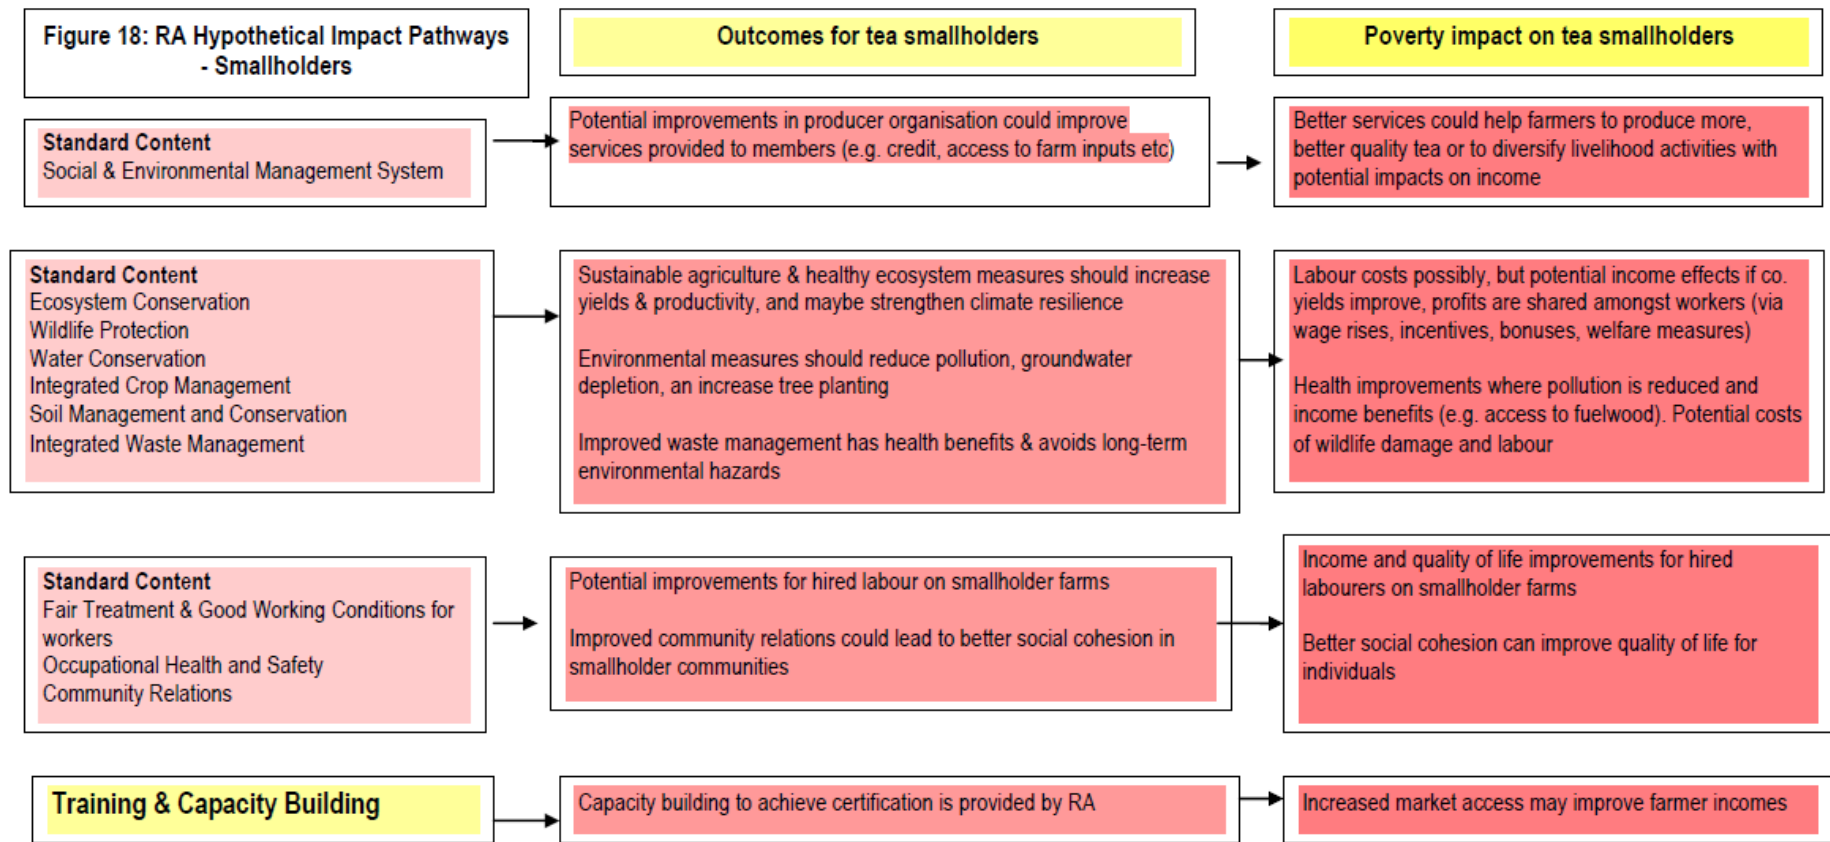 Figure 18: RA Hypothetical Impact Pathways
- Smallholders
Outcomes for tea smallholders
Poverty impact on tea smallholders
Standard Content
Social & Environmental Management System
Potential improvements in producer organisation could improve
services provided to members (e.g. credit, access to farm inputs etc)
Better services could help farmers to produce more,
better quality tea or to diversify livelihood activities with
potential impacts on income
Standard Content
Ecosystem Conservation
Wildlife Protection
Water Conservation
Integrated Crop Management
Soil Management and Conservation
Integrated Waste Management
Sustainable agriculture & healthy ecosystem measures should increase
yields & productivity, and maybe strengthen climate resilience
Environmental measures should reduce pollution, groundwater
depletion, an increase tree planting
Improved waste management has health benefits & avoids long-term
environmental hazards
Labour costs possibly, but potential income effects if co.
yields improve, profits are shared amongst workers (via
wage rises, incentives, bonuses, welfare measures)
Health improvements where pollution is reduced and
income benefits (e.g. access to fuelwood). Potential costs
of wildlife damage and labour
Standard Content
Fair Treatment & Good Working Conditions for
workers
Occupational Health and Safety
Community Relations
Potential improvements for hired labour on smallholder farms
Improved community relations could lead to better social cohesion in
smallholder communities
Income and quality of life improvements for hired
labourers on smallholder farms
Better social cohesion can improve quality of life for
individuals
Training & Capacity Building
Capacity building to achieve certification is provided by RA
Increased market access may improve farmer incomes